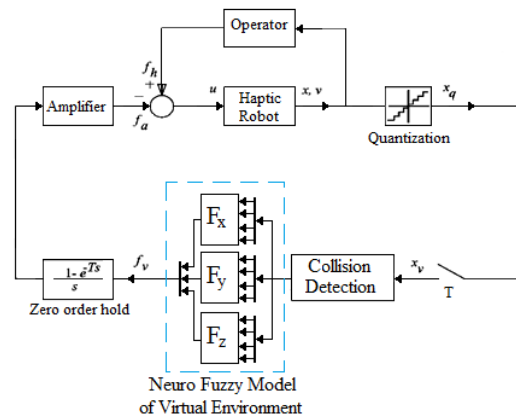 Operator
f_h
+
−
Amplifier
f_a
u
Haptic
Robot
x, v
x_q
Quantization
F_x
F_y
F_z
1- e^-Ts
s
Zero order hold
f_v
Collision
Detection
x_v
T
Neuro Fuzzy Model
of Virtual Environment